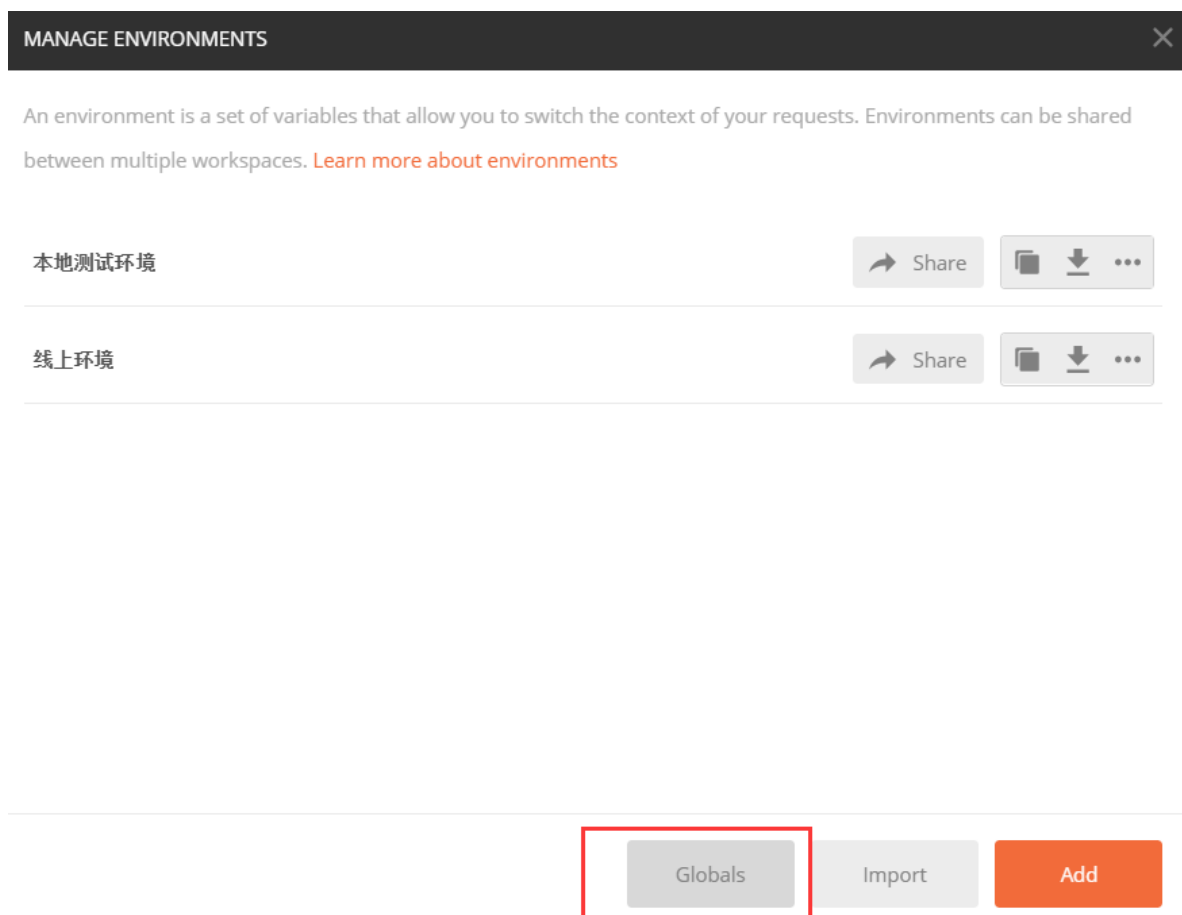 MANAGE ENVIRONMENTS
An environment is a set of variables that allow you to switch the context of your requests. Environments can be shared
between multiple workspaces. Learn more about environments
本地测试环境
Share
线上环境
Share
Globals
Import
Add